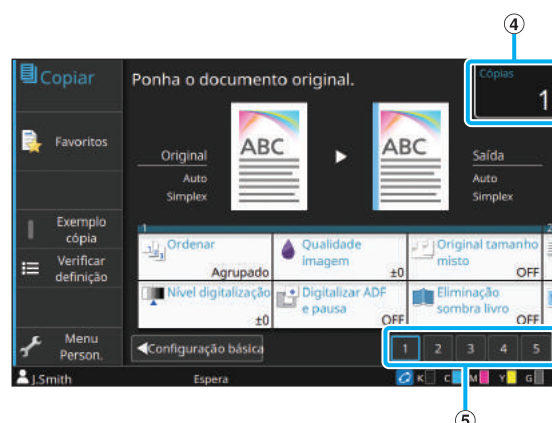 ④
Copiar
Ponha o documento original.
Cópias
1
Favoritos
ABC
ABC
Original
Auto
Simplex
Saída
Auto
Simplex
Exemplo
cópia
Verificar
definição
Menu
Person.
1
2
Ordenar
Agrupado
Qualidade
imagem
±0
Original tamanho
misto
OFF
Nível digitalização
±0
Digitalizar ADF
e pausa
OFF
Eliminação
sombra livro
OFF
Configuração básica
1 2 3 4 5
J.Smith
Espera
K C M Y G
⑤